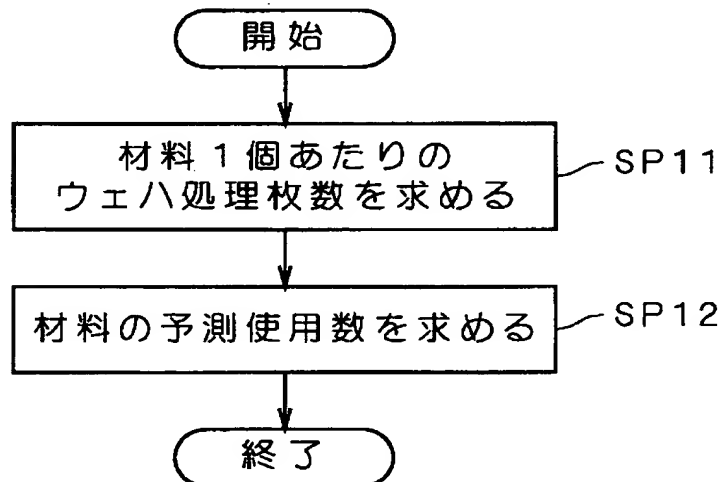 開始
材料1個あたりの
ウェハ処理枚数を求める
SP11
材料の予測使用数を求める
SP12
終了